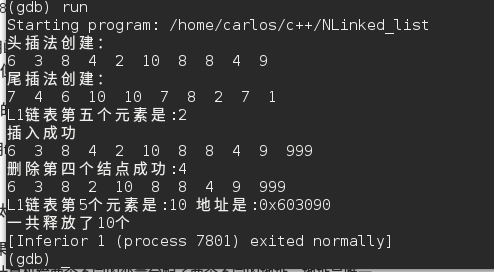 (gdb) run
Starting program: /home/carlos/c++/NLinked_list
头插法创建:
6 3 8 4 2 10 8 8 4 9
尾插法创建:
7 4 6 10 10 7 8 2 7 1
L1链表第五个元素是:2
插入成功
6 3 8 4 2 10 8 8 4 9 999
删除第四个结点成功:4
6 3 8 2 10 8 8 4 9 999
L1链表第5个元素是:10 地址是:0x603090
一共释放了10个
[Inferior 1 (process 7801) exited normally]
(gdb)